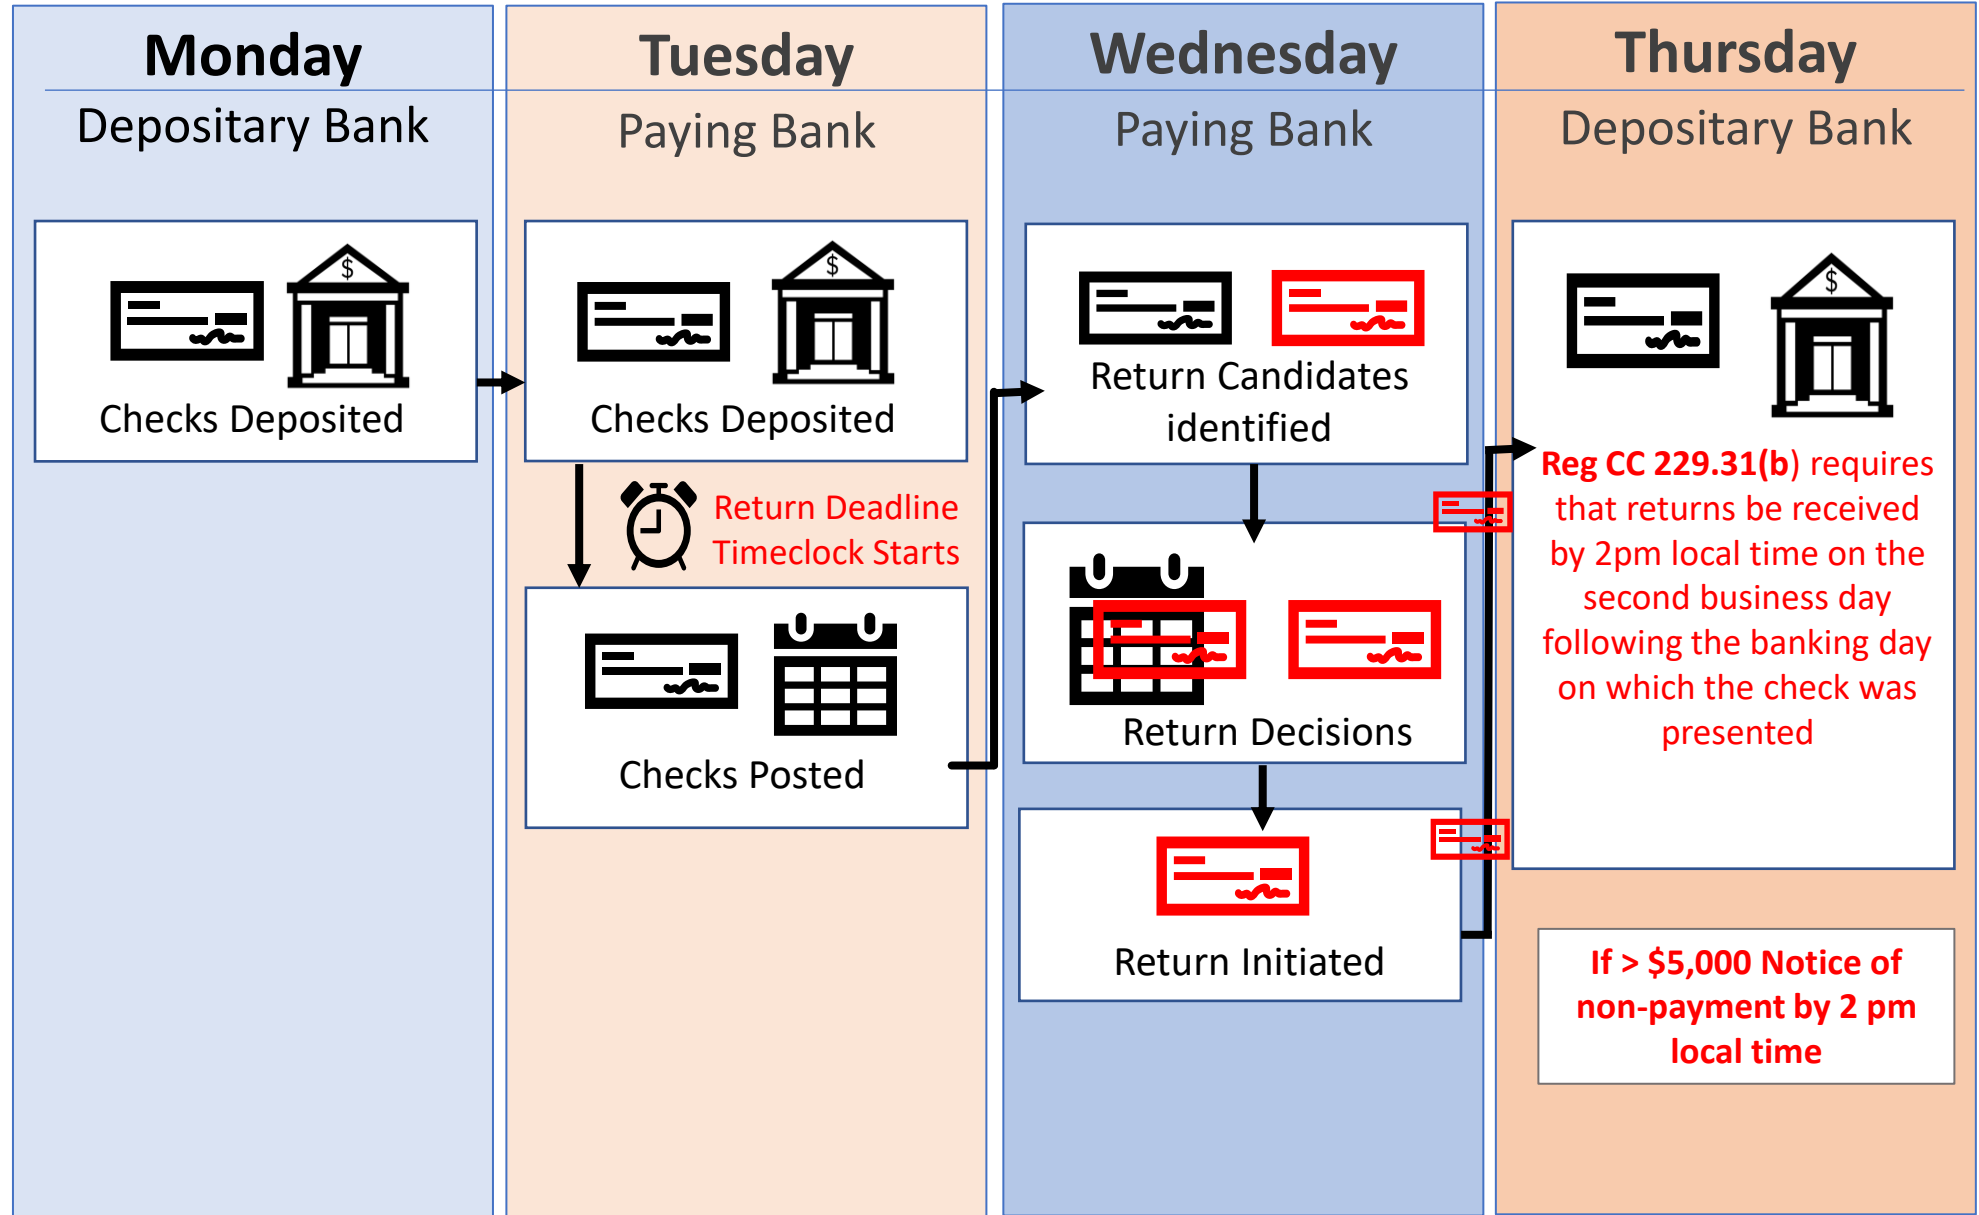 Monday
Depositary Bank
$
Checks Deposited
Tuesday
Paying Bank
$
Checks Deposited
Return Deadline
Timeclock Starts
Checks Posted
Wednesday
Paying Bank
Return Candidates
identified
Return Decisions
Return Initiated
Thursday
Depositary Bank
$
Reg CC 229.31(b) requires
that returns be received
by 2pm local time on the
second business day
following the banking day
on which the check was
presented
If > $5,000 Notice of
non-payment by 2 pm
local time